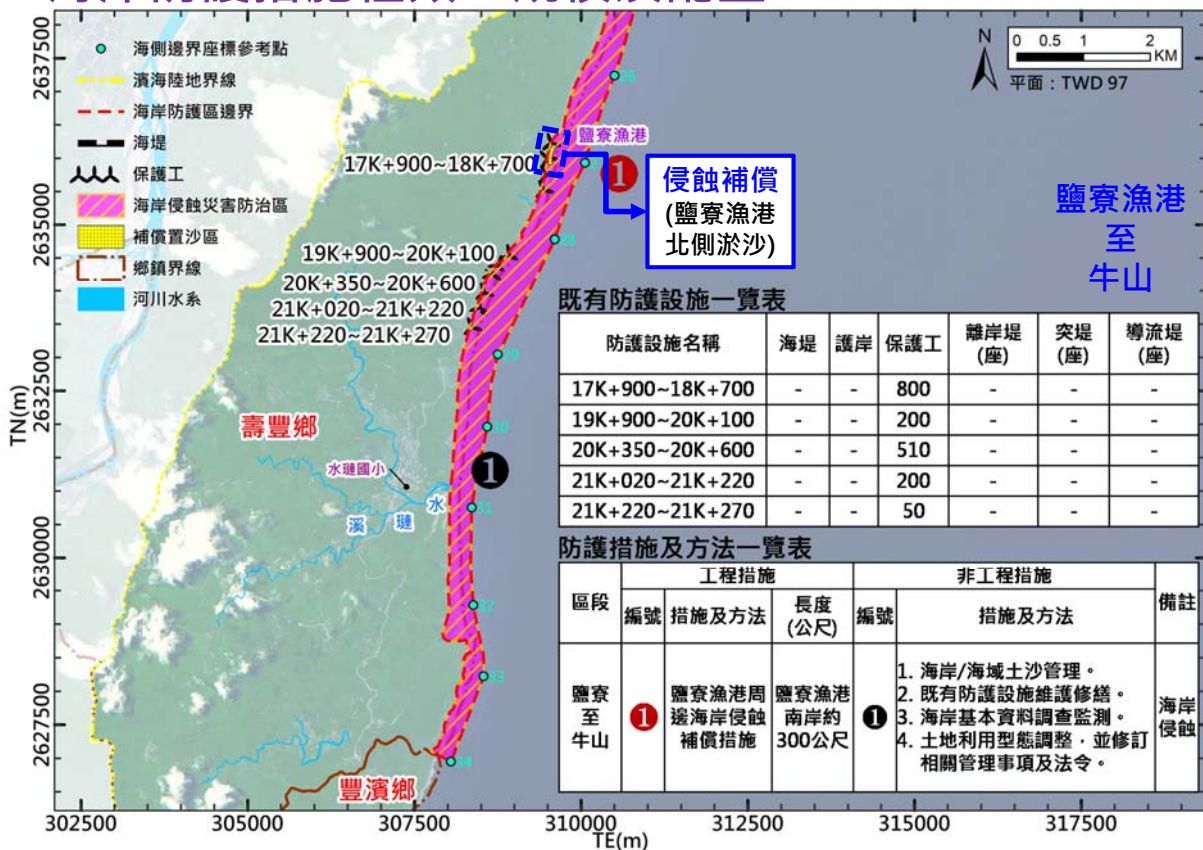 海側邊界座標參考點
濱海陸地界線
海岸防護區邊界
海堤
保護工
海岸侵蝕災害防治區
補償置沙區
鄉鎮界線
河川水系
N
0 0.5 1 2
KM
平面：TWD 97
26
鹽寮漁港
17K+900~18K+700
1
侵蝕補償
(鹽寮漁港
北側淤沙)
鹽寮漁港
至
牛山
28
19K+900~20K+100
20K+350~20K+600
21K+020~21K+220
21K+220~21K+270
29
30
壽豐鄉
水璉國小
1
31
水
璉
溪
32
33
34
豐濱鄉
既有防護設施一覽表
防護設施名稱 海堤 護岸 保護工 離岸堤(座) 突堤(座) 導流堤(座)
17K+900~18K+700 - - 800 - - -
19K+900~20K+100 - - 200 - - -
20K+350~20K+600 - - 510 - - -
21K+020~21K+220 - - 200 - - -
21K+220~21K+270 - - 50 - - -
防護措施及方法一覽表
區段 工程措施 非工程措施 備註
編號 措施及方法 長度(公尺) 編號 措施及方法
鹽寮至牛山 1 鹽寮漁港周邊海岸侵蝕補償措施 鹽寮漁港南岸約300公尺 1
1. 海岸/海域土沙管理。
2. 既有防護設施維護修繕。
3. 海岸基本資料調查監測。
4. 土地利用型態調整，並修訂
相關管理事項及法令。
海岸侵蝕
TN(m)
2637500
2635000
2632500
2630000
2627500
302500 305000 307500 310000 312500 315000 317500
TE(m)